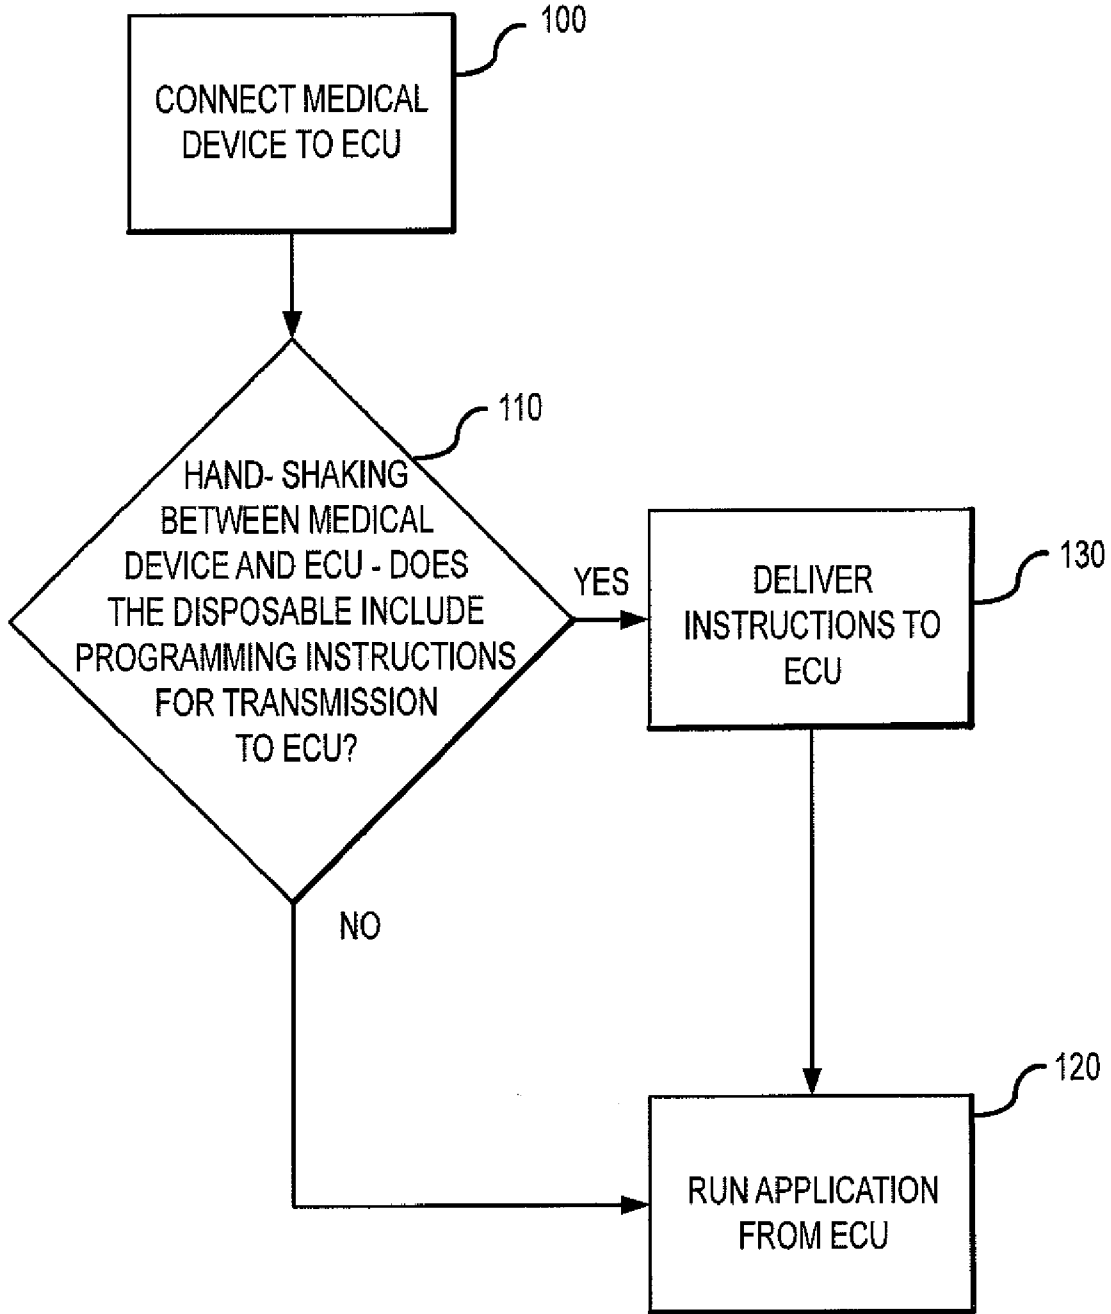 100
CONNECT MEDICAL
DEVICE TO ECU
110
HAND- SHAKING
BETWEEN MEDICAL
DEVICE AND ECU - DOES
THE DISPOSABLE INCLUDE
PROGRAMMING INSTRUCTIONS
FOR TRANSMISSION
TO ECU?
YES
130
DELIVER
INSTRUCTIONS TO
ECU
NO
120
RUN APPLICATION
FROM ECU